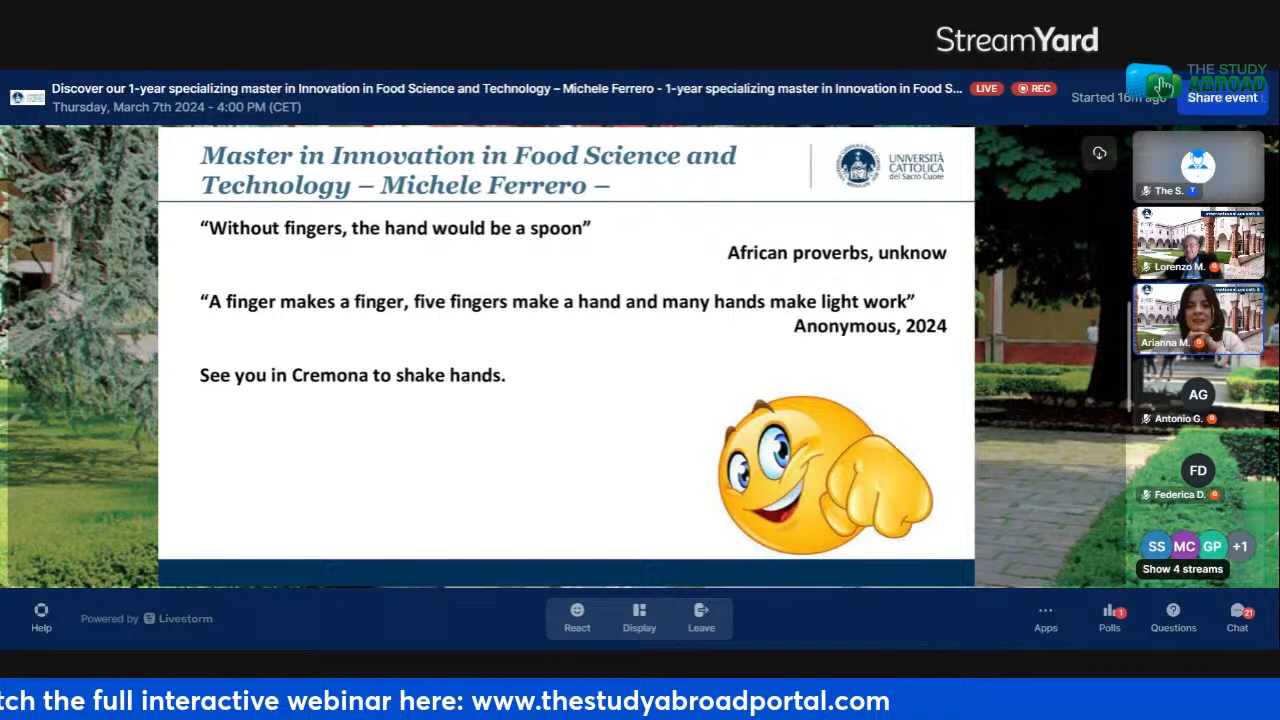 StreamYard
THE STUDY
ABROAD
Discover our 1-year specializing master in Innovation in Food Science and Technology – Michele Ferrero - 1-year specializing master in Innovation in Food S...
LIVE
REC
Thursday, March 7th 2024 - 4:00 PM (CET)
Started 16m ago
Share event
Master in Innovation in Food Science and
Technology – Michele Ferrero –
UNIVERSITÀ
CATTOLICA
del Sacro Cuore
“Without fingers, the hand would be a spoon”
African proverbs, unknow
“A finger makes a finger, five fingers make a hand and many hands make light work”
Anonymous, 2024
See you in Cremona to shake hands.
The S.
T
Lorenzo M.
Arianna M.
AG
Antonio G.
FD
Federica D.
SS MC GP +1
Show 4 streams
Help
Powered by Livestorm
React
Display
Leave
Apps
Polls
1
Questions
Chat
21
tch the full interactive webinar here: www.thestudyabroadportal.com